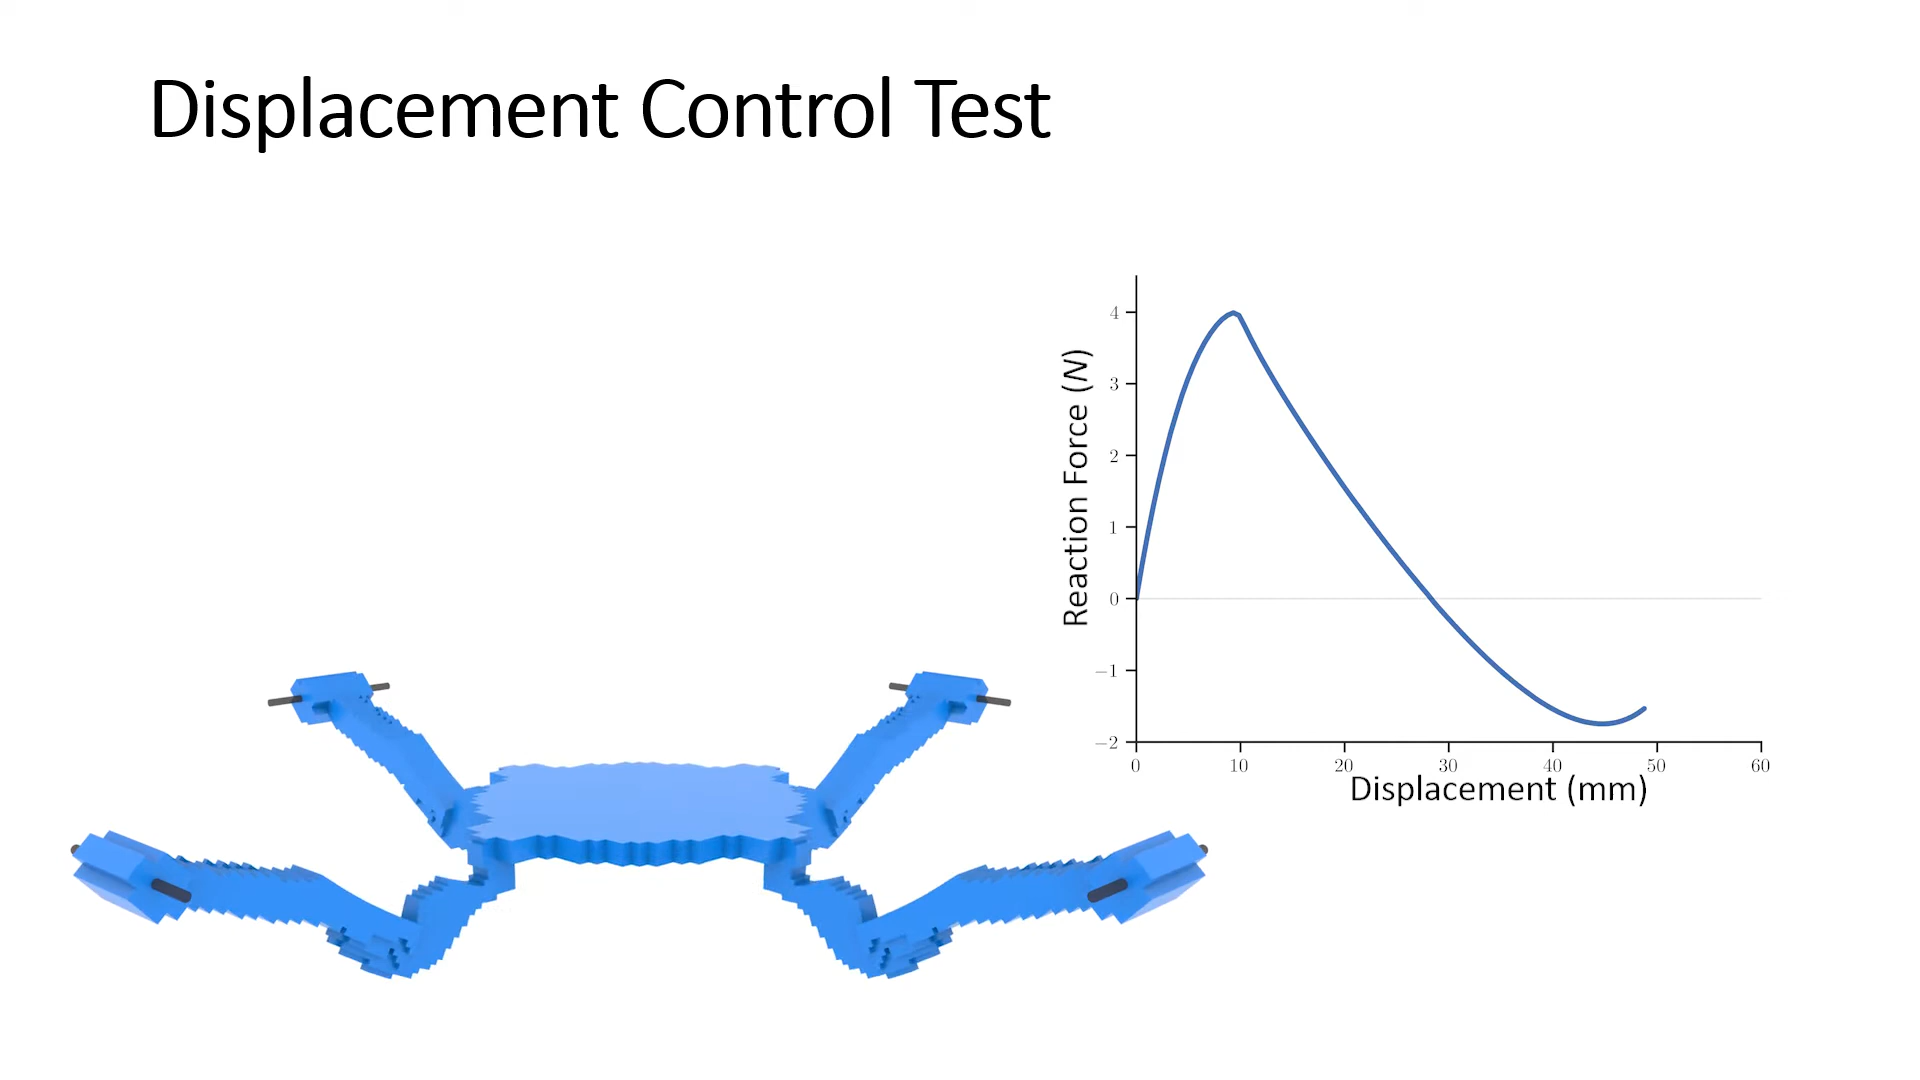 Displacement Control Test
Reaction Force (N)
4
3
2
1
0
−1
−2
0 10 20 30 40 50 60
Displacement (mm)